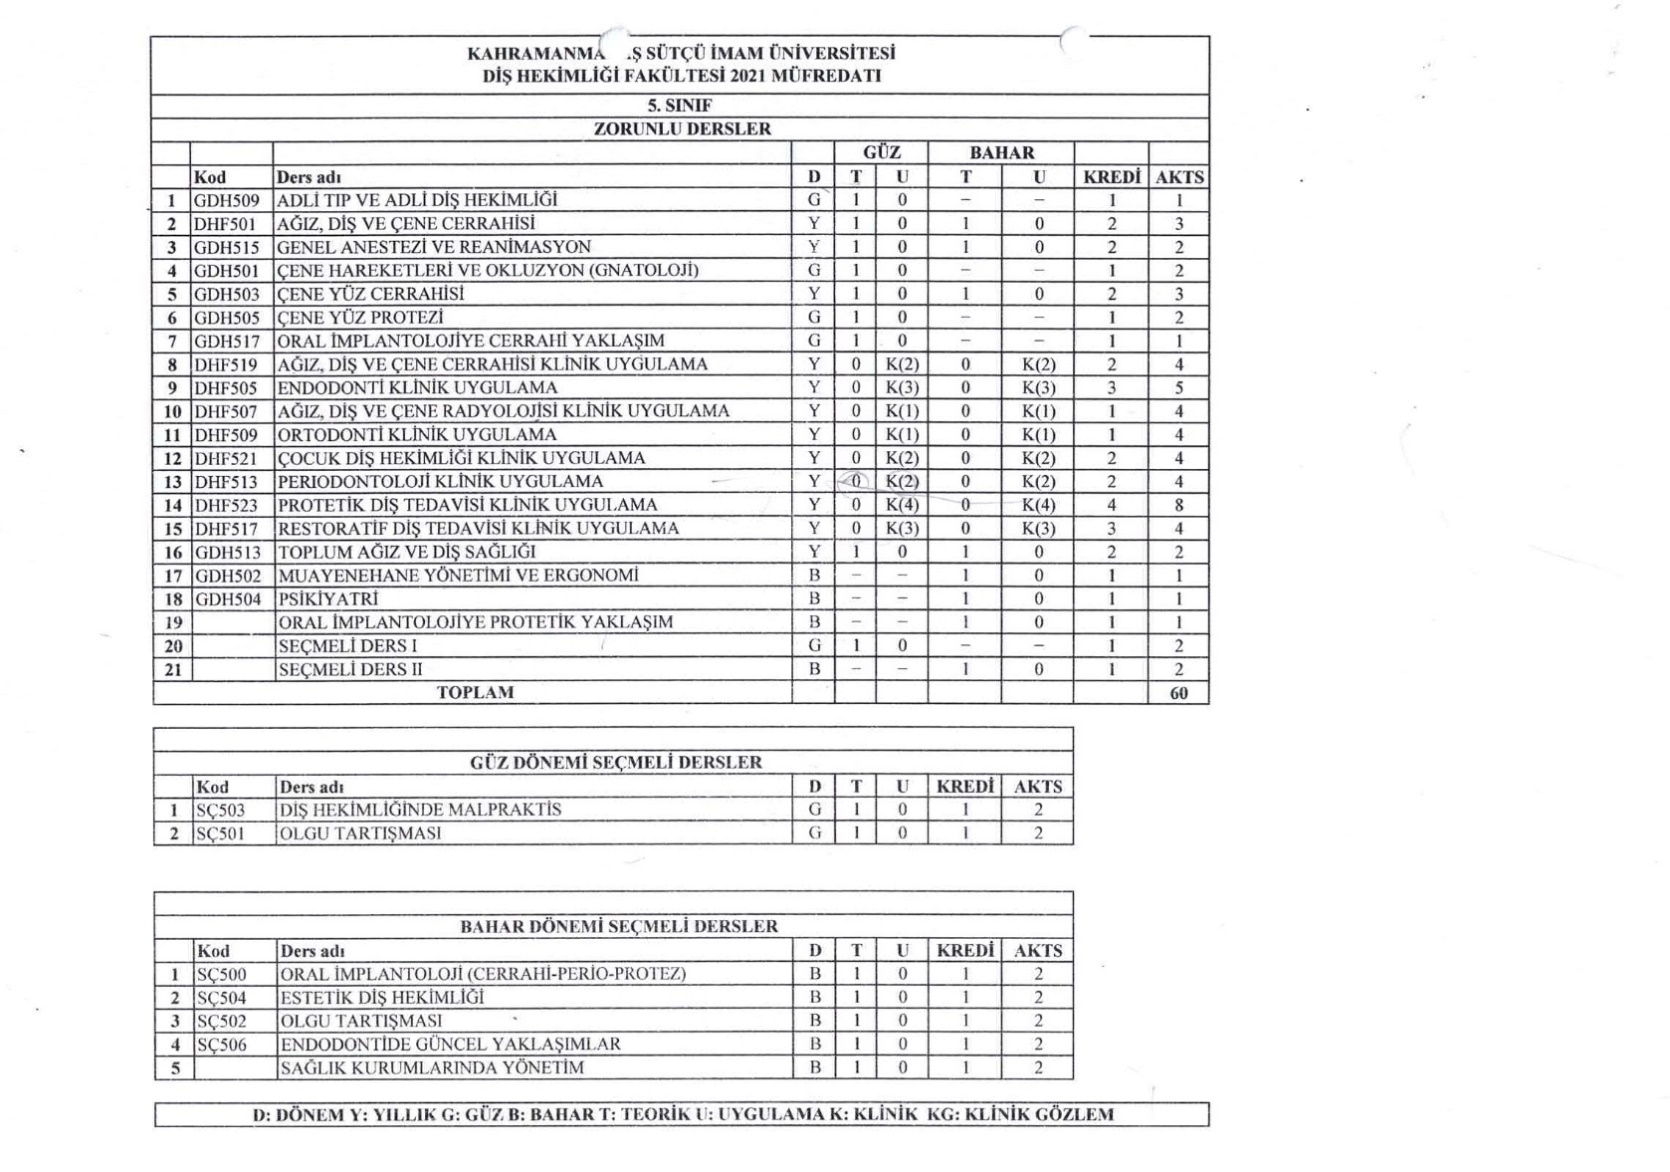 KAHRAMANMA .Ş SÜTÇÜ İMAM ÜNİVERSİTESİ
DİŞ HEKİMLİĞİ FAKÜLTESİ 2021 MÜFREDATI
5. SINIF
ZORUNLU DERSLER
GÜZ BAHAR
Kod Ders adı D T U T U KREDİ AKTS
1 GDH509 ADLİ TIP VE ADLİ DİŞ HEKİMLİĞİ G 1 0 – – 1 1
2 DHF501 AĞIZ, DİŞ VE ÇENE CERRAHİSİ Y 1 0 1 0 2 3
3 GDH515 GENEL ANESTEZİ VE REANİMASYON Y 1 0 1 0 2 2
4 GDH501 ÇENE HAREKETLERİ VE OKLUZYON (GNATOLOJİ) G 1 0 – – 1 2
5 GDH503 ÇENE YÜZ CERRAHİSİ Y 1 0 1 0 2 3
6 GDH505 ÇENE YÜZ PROTEZİ G 1 0 – – 1 2
7 GDH517 ORAL İMPLANTOLOJİYE CERRAHİ YAKLAŞIM G 1 0 – – 1 1
8 DHF519 AĞIZ, DİŞ VE ÇENE CERRAHİSİ KLİNİK UYGULAMA Y 0 K(2) 0 K(2) 2 4
9 DHF505 ENDODONTİ KLİNİK UYGULAMA Y 0 K(3) 0 K(3) 3 5
10 DHF507 AĞIZ, DİŞ VE ÇENE RADYOLOJİSİ KLİNİK UYGULAMA Y 0 K(1) 0 K(1) 1 4
11 DHF509 ORTODONTİ KLİNİK UYGULAMA Y 0 K(1) 0 K(1) 1 4
12 DHF521 ÇOCUK DİŞ HEKİMLİĞİ KLİNİK UYGULAMA Y 0 K(2) 0 K(2) 2 4
13 DHF513 PERİODONTOLOJİ KLİNİK UYGULAMA Y 0 K(2) 0 K(2) 2 4
14 DHF523 PROTETİK DİŞ TEDAVİSİ KLİNİK UYGULAMA Y 0 K(4) 0 K(4) 4 8
15 DHF517 RESTORATİF DİŞ TEDAVİSİ KLİNİK UYGULAMA Y 0 K(3) 0 K(3) 3 4
16 GDH513 TOPLUM AĞIZ VE DİŞ SAĞLIĞI Y 1 0 1 0 2 2
17 GDH502 MUAYENEHANE YÖNETİMİ VE ERGONOMİ B – – 1 0 1 1
18 GDH504 PSİKİYATRİ B – – 1 0 1 1
19 ORAL İMPLANTOLOJİYE PROTETİK YAKLAŞIM B – – 1 0 1 1
20 SEÇMELİ DERS I G 1 0 – – 1 2
21 SEÇMELİ DERS II B – – 1 0 1 2
TOPLAM 60
GÜZ DÖNEMİ SEÇMELİ DERSLER
Kod Ders adı D T U KREDİ AKTS
1 SÇ503 DİŞ HEKİMLİĞİNDE MALPRAKTİS G 1 0 1 2
2 SÇ501 OLGU TARTIŞMASI G 1 0 1 2
BAHAR DÖNEMİ SEÇMELİ DERSLER
Kod Ders adı D T U KREDİ AKTS
1 SÇ500 ORAL İMPLANTOLOJİ (CERRAHİ-PERİO-PROTEZ) B 1 0 1 2
2 SÇ504 ESTETİK DİŞ HEKİMLİĞİ B 1 0 1 2
3 SÇ502 OLGU TARTIŞMASI B 1 0 1 2
4 SÇ506 ENDODONTİDE GÜNCEL YAKLAŞIMLAR B 1 0 1 2
5 SAĞLIK KURUMLARINDA YÖNETİM B 1 0 1 2
D: DÖNEM Y: YILLIK G: GÜZ B: BAHAR T: TEORİK U: UYGULAMA K: KLİNİK KG: KLİNİK GÖZLEM